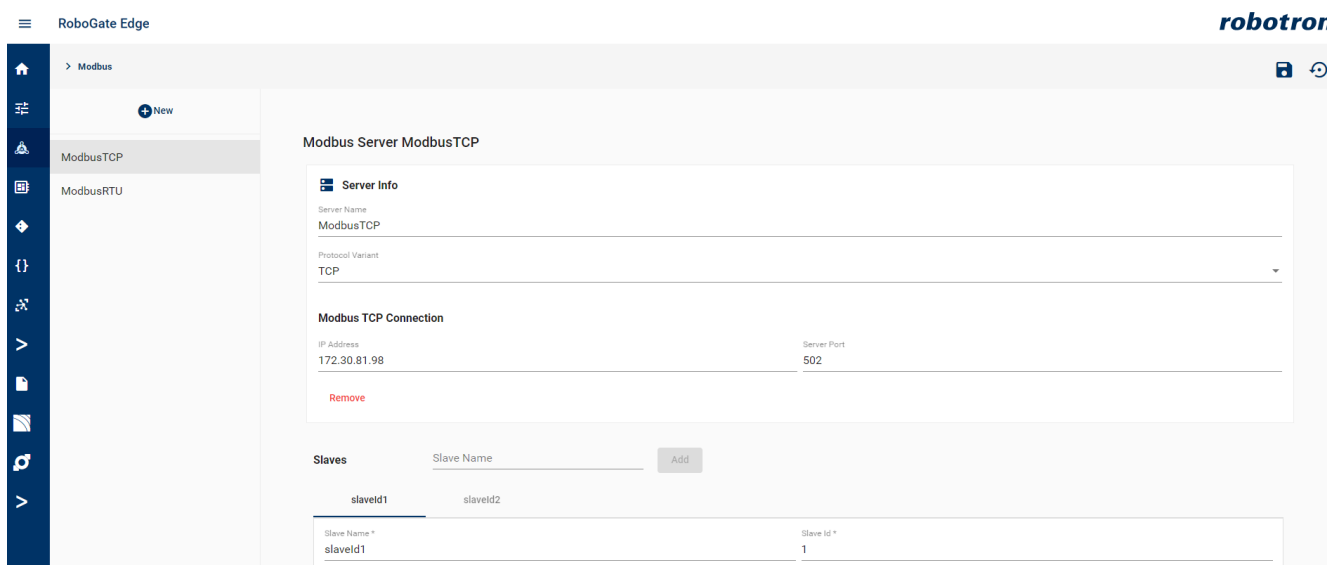 RoboGate Edge
robotron
> Modbus
New
Modbus Server ModbusTCP
ModbusTCP
ModbusRTU
Server Info
Server Name
ModbusTCP
Protocol Variant
TCP
Modbus TCP Connection
IP Address Server Port
172.30.81.98 502
Remove
Slaves Slave Name Add
slaveId1 slaveId2
Slave Name * Slave Id *
slaveId1 1